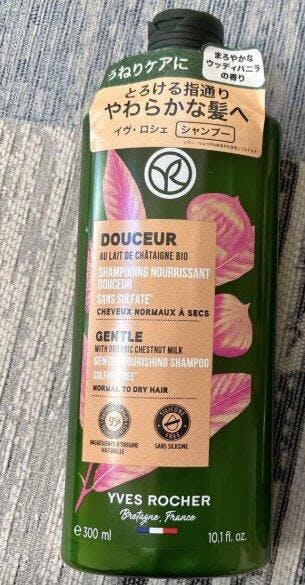 うねりケアに
まろやかな
ウッディバニラ
の香り
とろける指通り
やわらかな髪へ
イヴ・ロシェ シャンプー
DOUCEUR
AU LAIT DE CHÂTAIGNE BIO
SHAMPOOING NOURRISSANT
DOUCEUR
SANS SULFATE*
CHEVEUX NORMAUX À SECS
GENTLE
WITH ORGANIC CHESTNUT MILK
GENTLE NOURISHING SHAMPOO
SULFATE FREE*
NORMAL TO DRY HAIR
95%
SILICONE
FREE
INGRÉDIENTS D'ORIGINE
NATURELLE
SANS SILICONE
YVES ROCHER
Bretagne, France
e 300 ml 10.1 fl. oz.